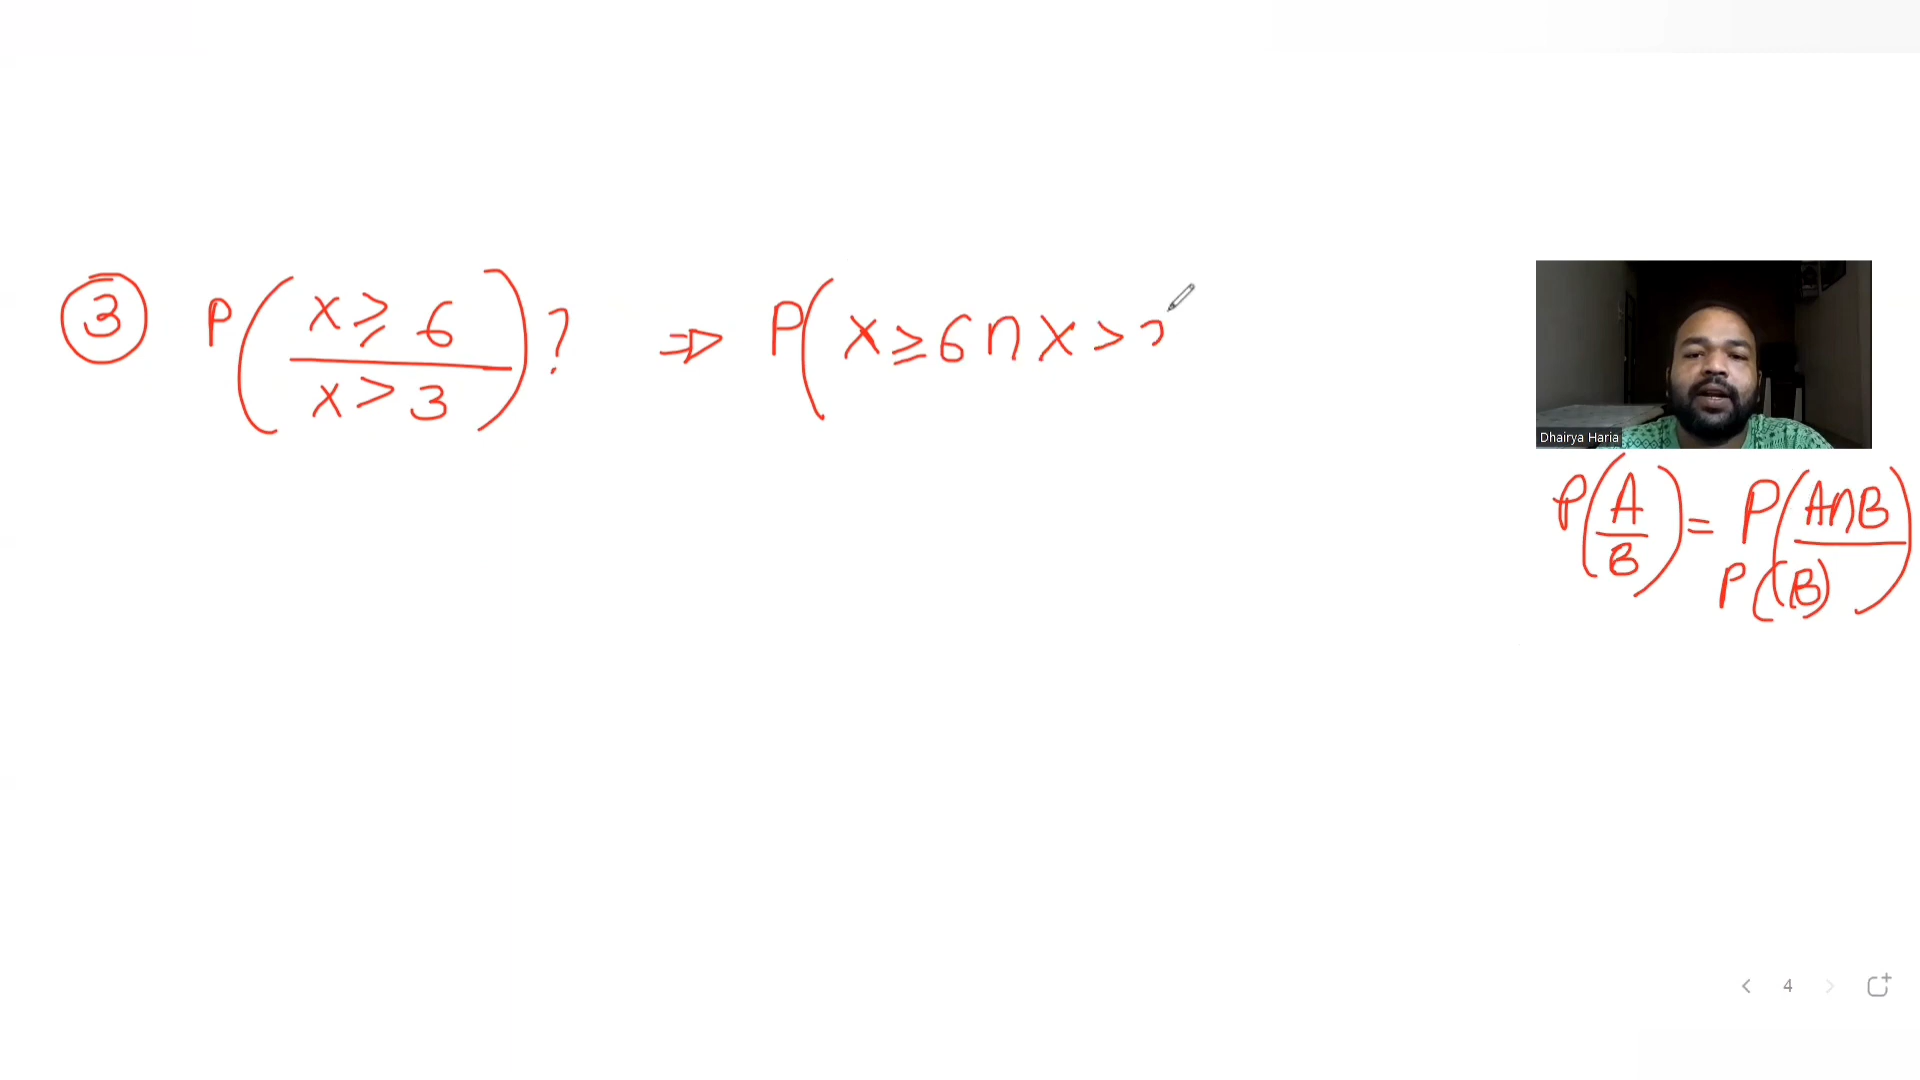 ③ P(x ≥ 6 / x > 3)? ⇒ P(x ≥ 6 ∩ x >
Dhairya Haria
P(A/B) = P(A∩B) / P(B)
4